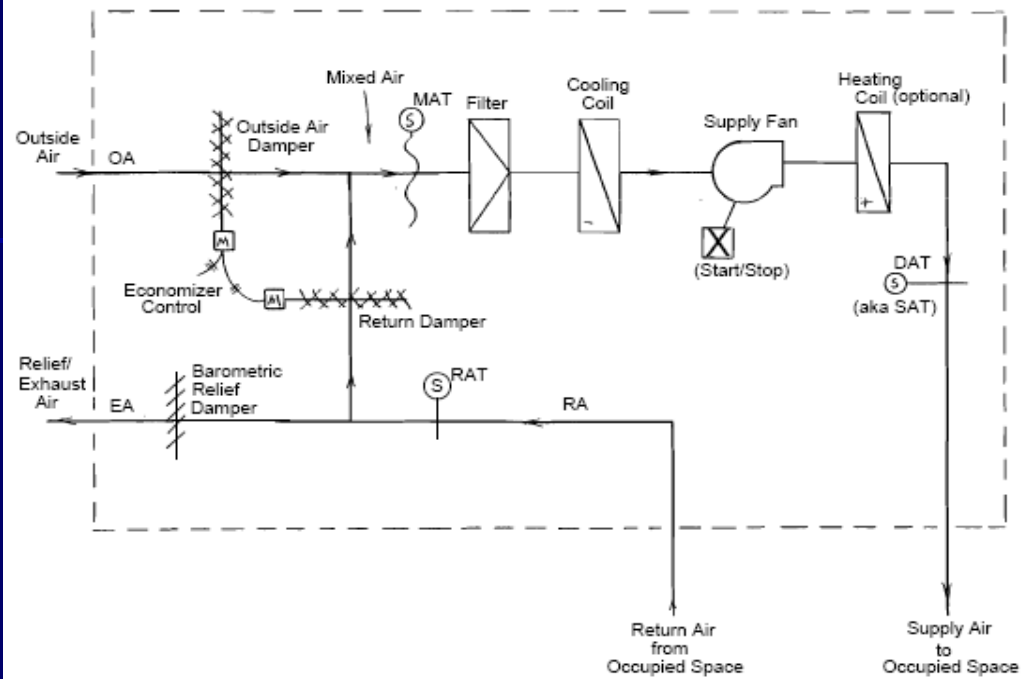 Mixed Air
MAT
S
Filter
Cooling
Coil
-
Supply Fan
Heating
Coil (optional)
+
Outside
Air
OA
Outside Air
Damper
M
Economizer
Control
M
Return Damper
(Start/Stop)
DAT
S
(aka SAT)
Relief/
Exhaust
Air
EA
Barometric
Relief
Damper
S
RAT
RA
Return Air
from
Occupied Space
Supply Air
to
Occupied Space